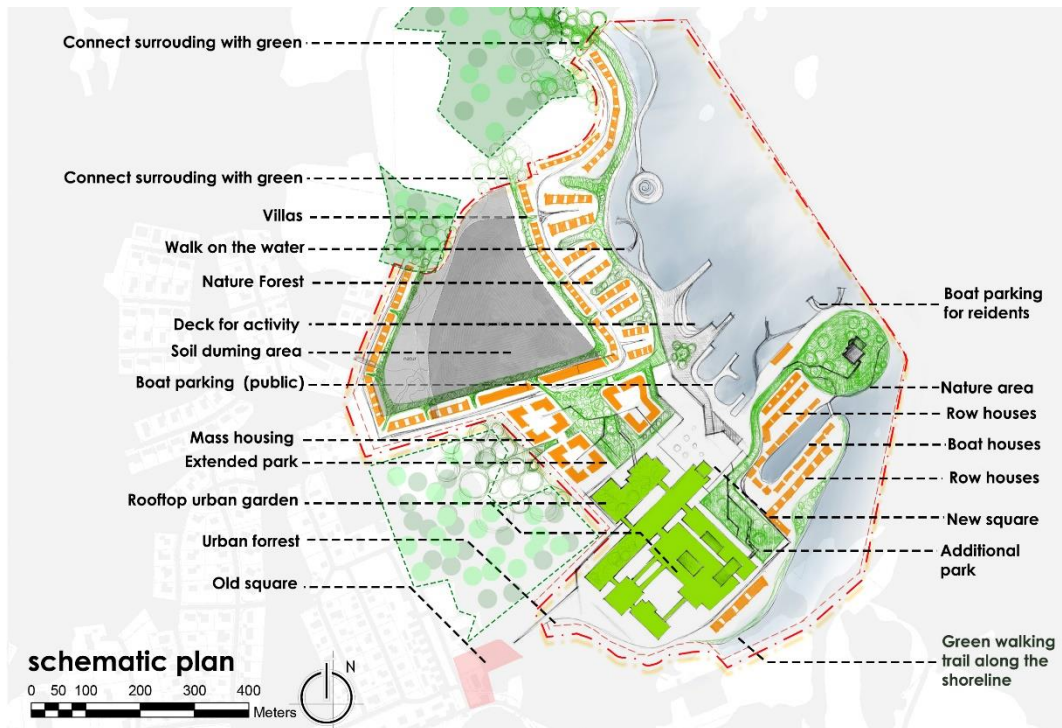 Connect surrouding with green
Connect surrouding with green
Villas
Walk on the water
Nature Forest
Deck for activity
Soil duming area
Boat parking (public)
Mass housing
Extended park
Rooftop urban garden
Urban forrest
Old square
Boat parking
for reidents
Nature area
Row houses
Boat houses
Row houses
New square
Additional
park
Green walking
trail along the
shoreline
schematic plan
0 50 100 200 300 400
Meters
N